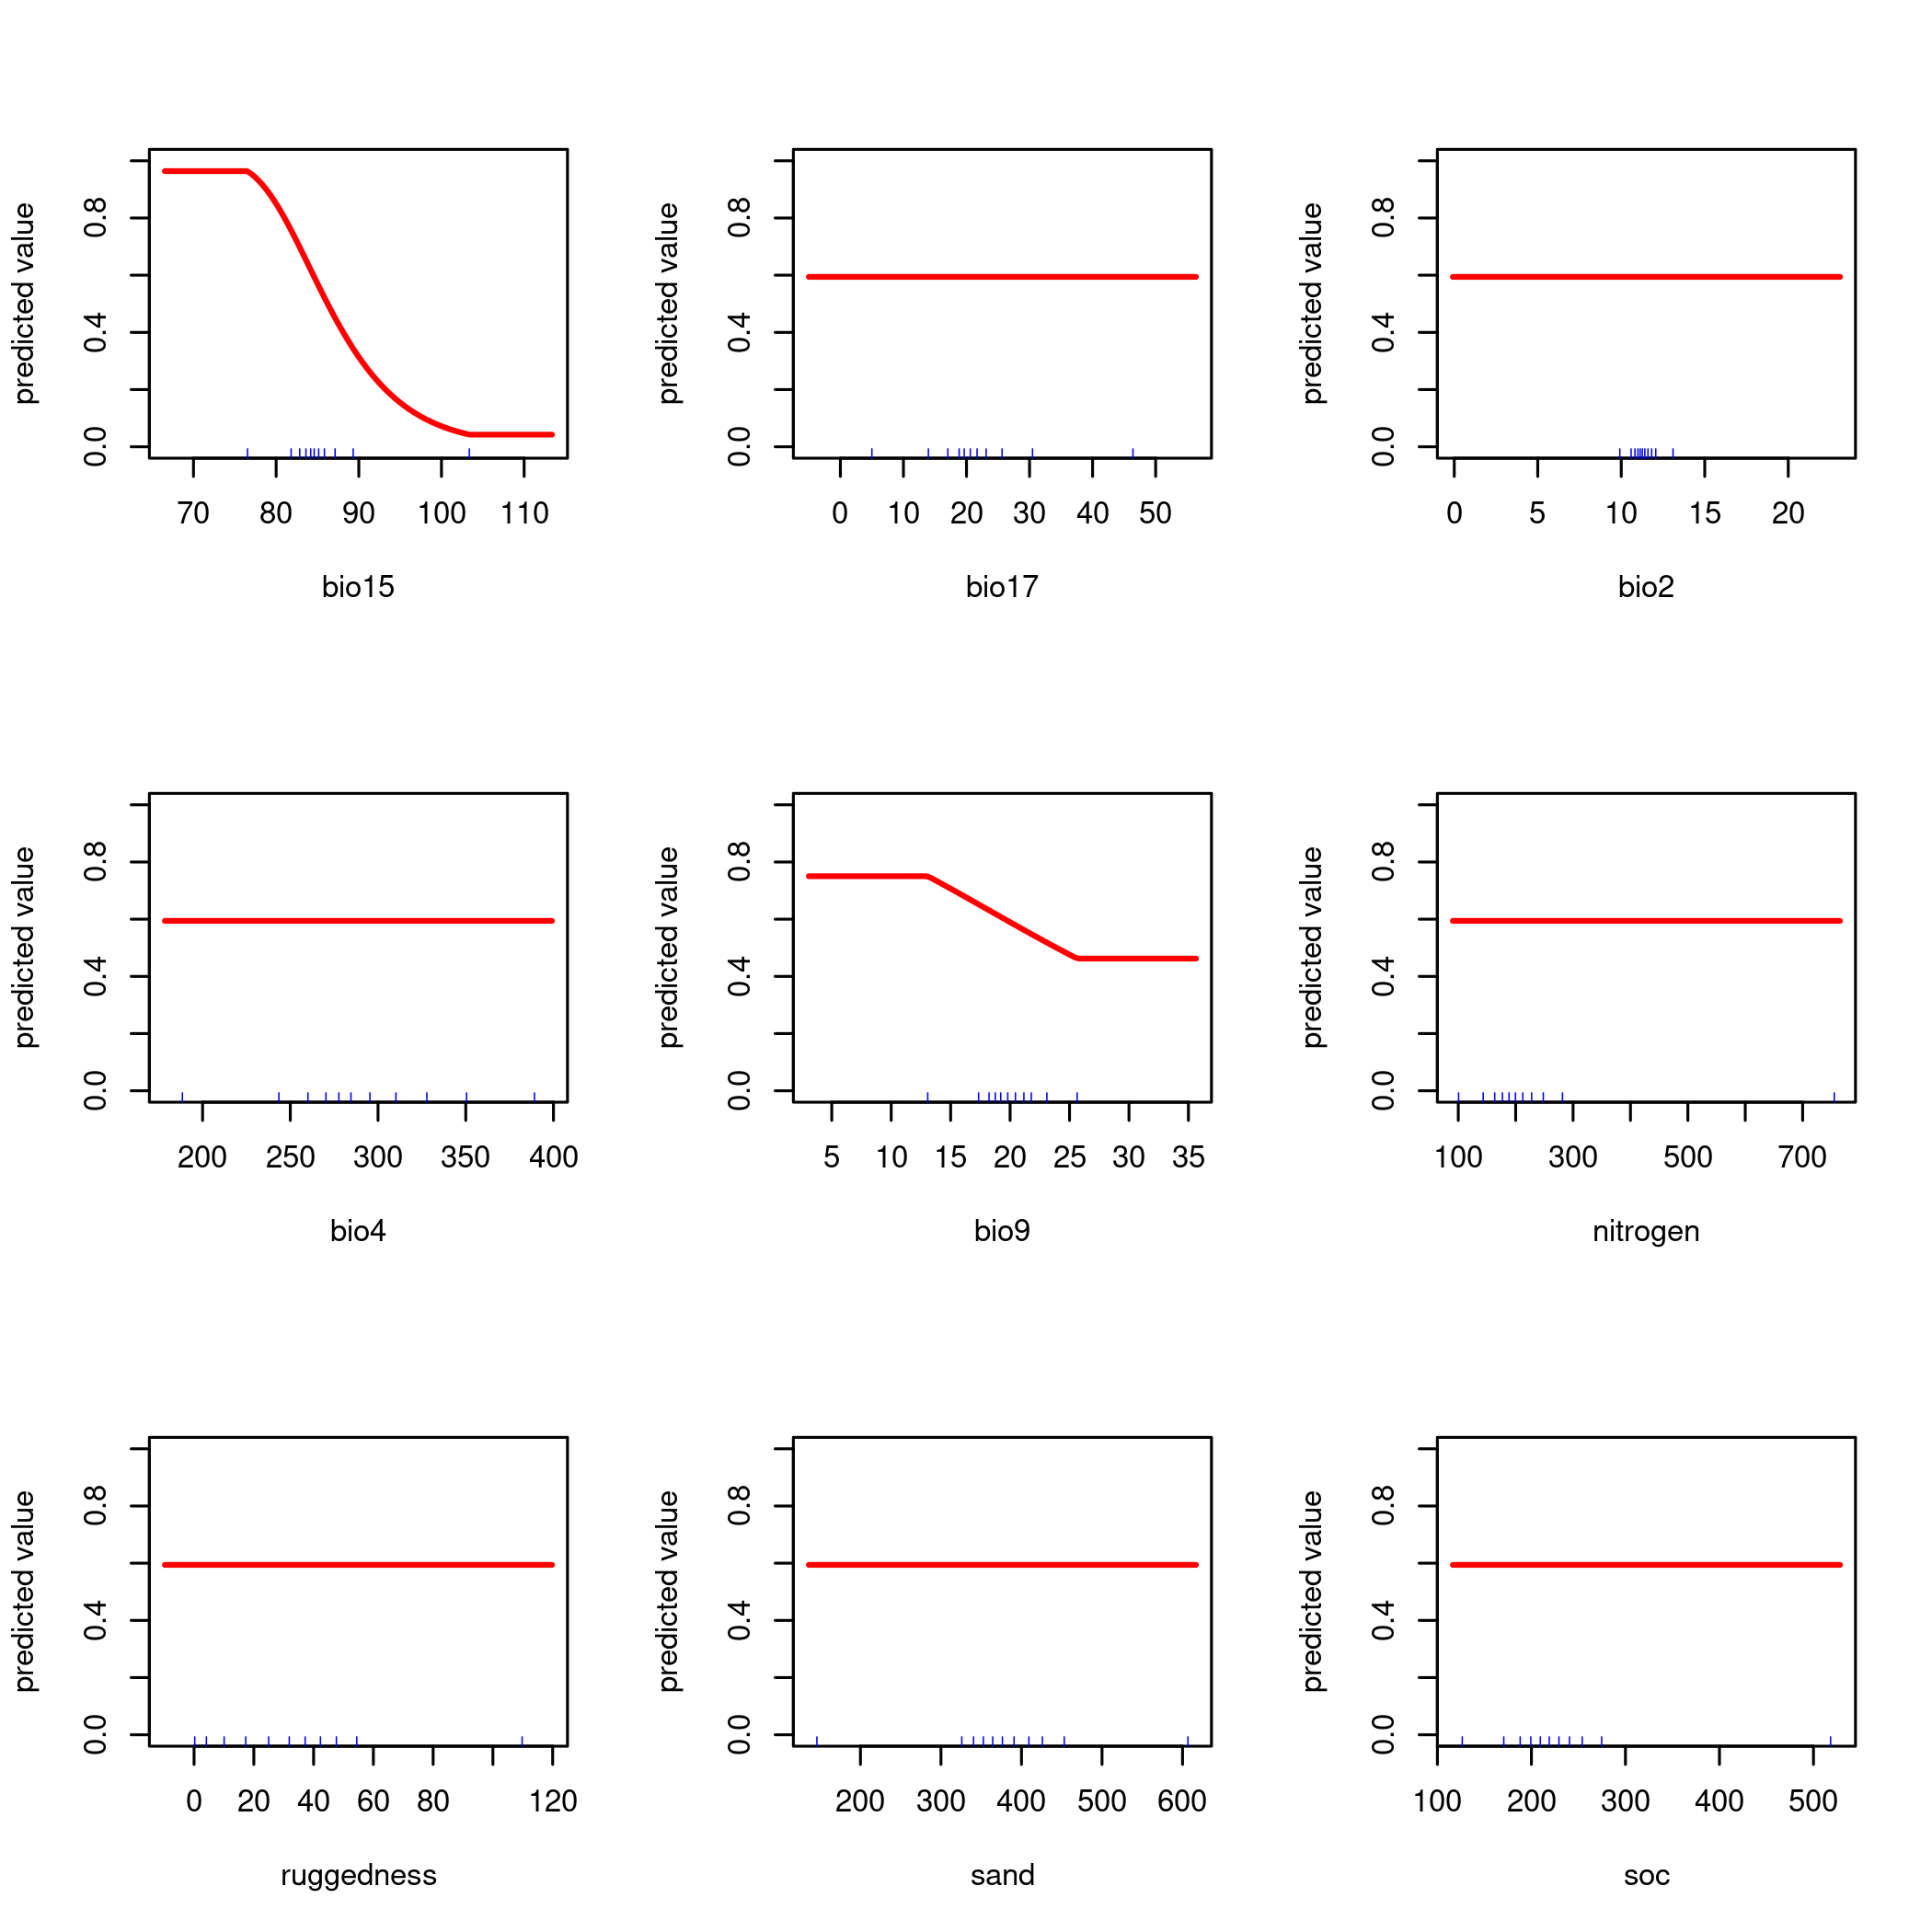 predicted value
0.0 0.4 0.8
70 80 90 100 110
bio15
predicted value
0.0 0.4 0.8
0 10 20 30 40 50
bio17
predicted value
0.0 0.4 0.8
0 5 10 15 20
bio2
predicted value
0.0 0.4 0.8
200 250 300 350 400
bio4
predicted value
0.0 0.4 0.8
5 10 15 20 25 30 35
bio9
predicted value
0.0 0.4 0.8
100 300 500 700
nitrogen
predicted value
0.0 0.4 0.8
0 20 40 60 80 120
ruggedness
predicted value
0.0 0.4 0.8
200 300 400 500 600
sand
predicted value
0.0 0.4 0.8
100 200 300 400 500
soc